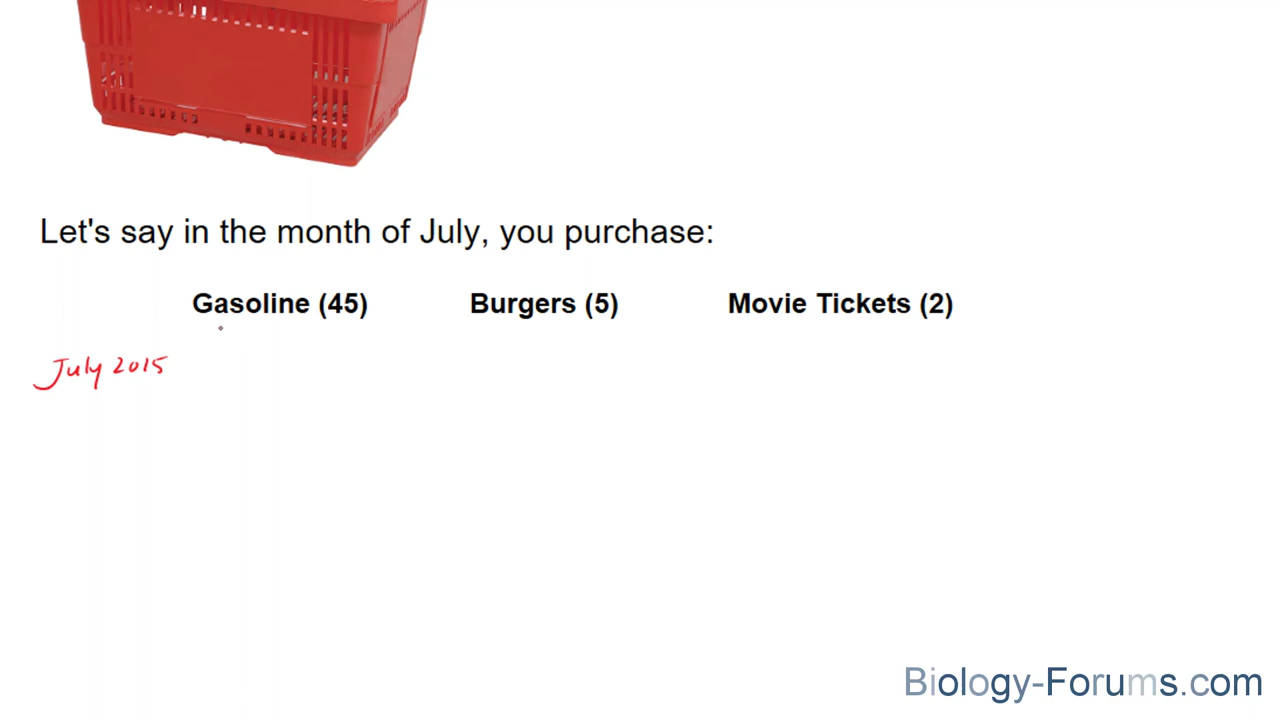 Let's say in the month of July, you purchase:
Gasoline (45) Burgers (5) Movie Tickets (2)
July 2015
Biology-Forums.com